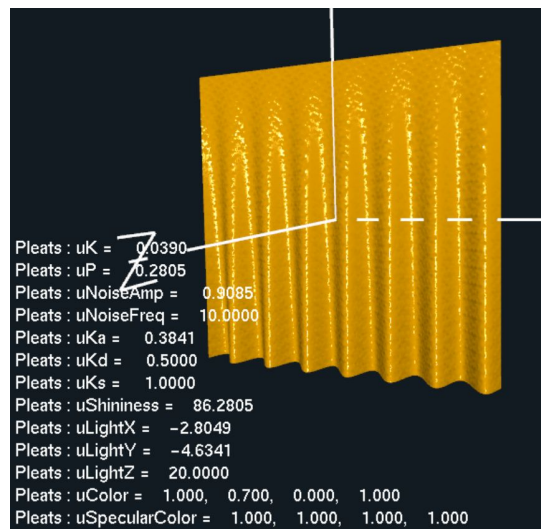 Z
Pleats : uK = 0.0390
Pleats : uP = 0.2805
Pleats : uNoiseAmp = 0.9085
Pleats : uNoiseFreq = 10.0000
Pleats : uKa = 0.3841
Pleats : uKd = 0.5000
Pleats : uKs = 1.0000
Pleats : uShininess = 86.2805
Pleats : uLightX = -2.8049
Pleats : uLightY = -4.6341
Pleats : uLightZ = 20.0000
Pleats : uColor = 1.000, 0.700, 0.000, 1.000
Pleats : uSpecularColor = 1.000, 1.000, 1.000, 1.000